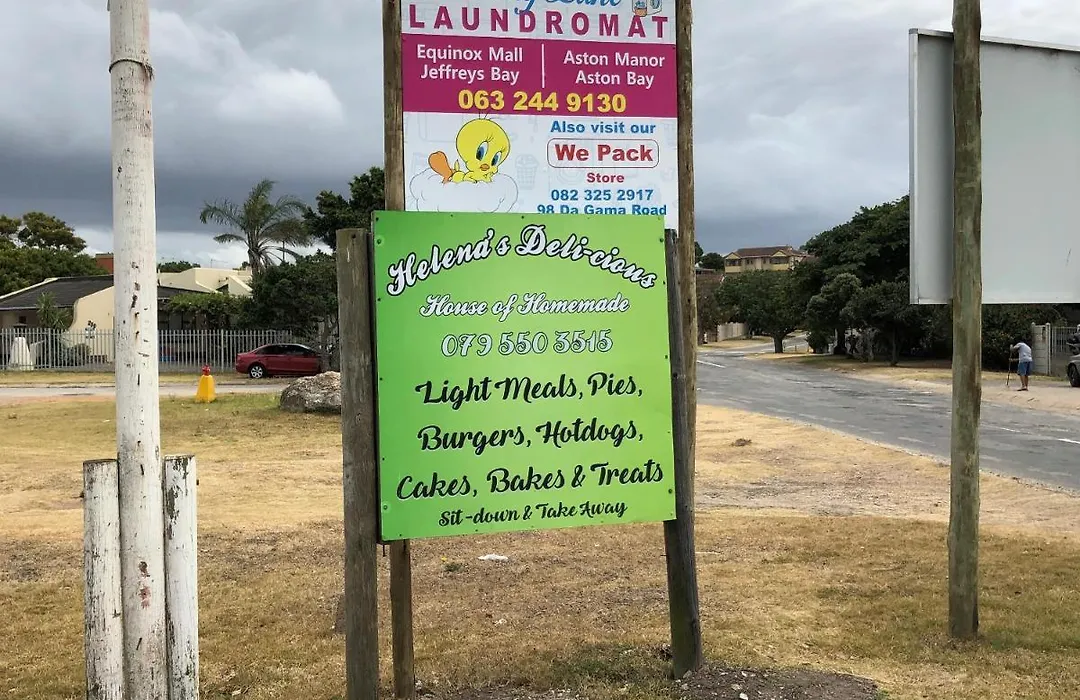 LAUNDROMAT
Equinox Mall
Jeffreys Bay
Aston Manor
Aston Bay
063 244 9130
Also visit our
We Pack
Store
082 325 2917
98 Da Gama Road
Helena's Deli-cious
House of Homemade
079 550 3515
Light Meals, Pies,
Burgers, Hotdogs,
Cakes, Bakes & Treats
Sit-down & Take Away